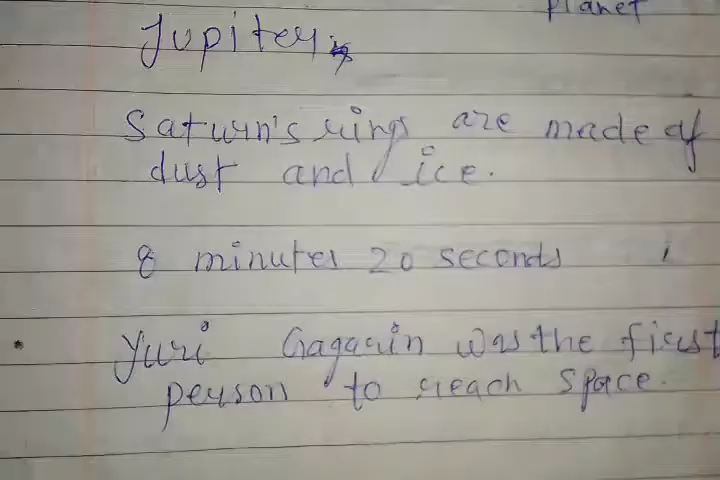 planet
Jupiter
Saturn's rings are made of
dust and ice.
8 minutes 20 seconds
Yuri Gagarin was the first
person to reach space.